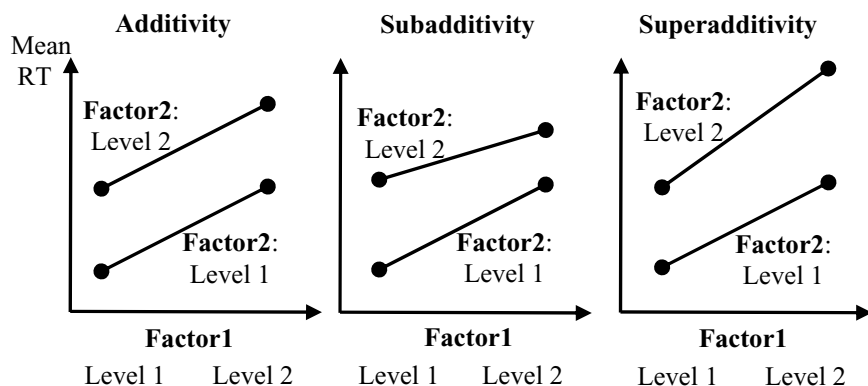 Additivity
Subadditivity
Superadditivity
Mean
RT
Factor2:
Level 2
Factor2:
Level 1
Factor2:
Level 2
Factor2:
Level 1
Factor2:
Level 2
Factor2:
Level 1
Factor1
Factor1
Factor1
Level 1 Level 2
Level 1 Level 2
Level 1 Level 2